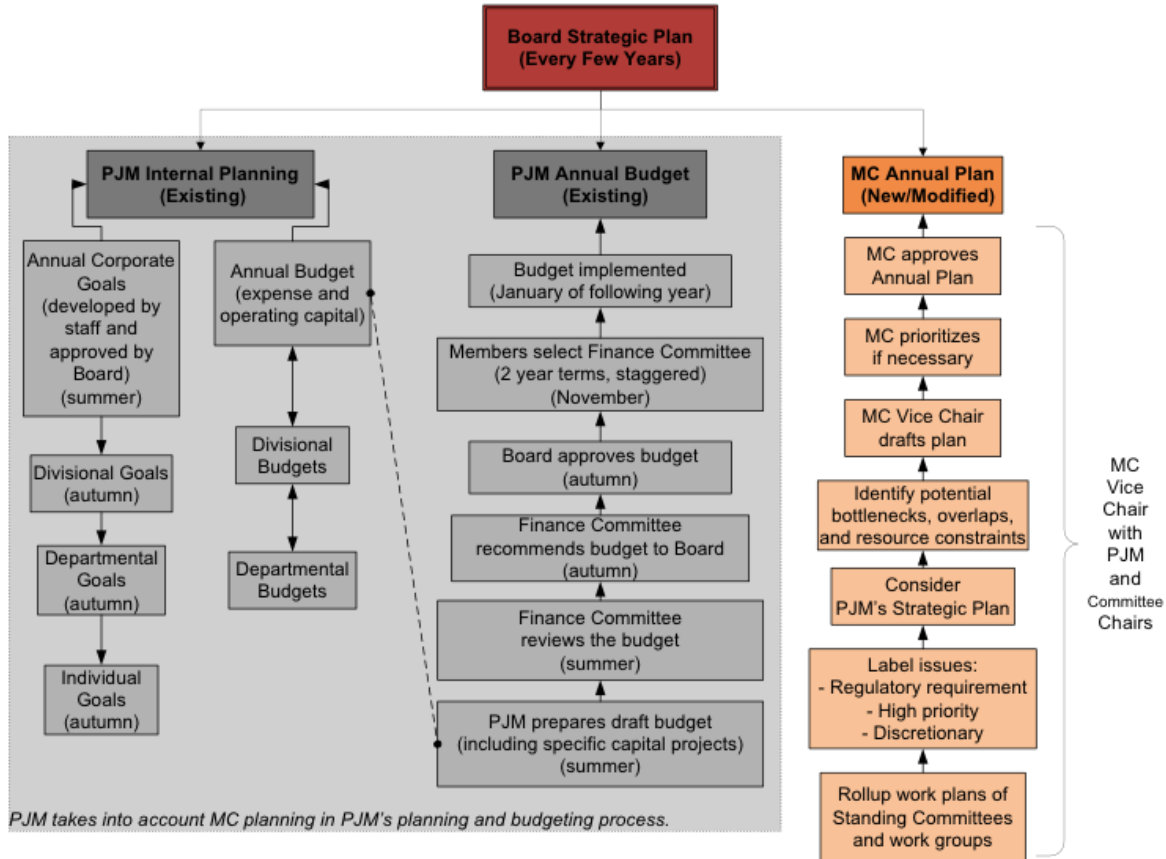 Board Strategic Plan
(Every Few Years)
PJM Internal Planning
(Existing)
Annual Corporate
Goals
(developed by
staff and
approved by
Board)
(summer)
Divisional Goals
(autumn)
Departmental
Goals
(autumn)
Individual
Goals
(autumn)
Annual Budget
(expense and
operating capital)
Divisional
Budgets
Departmental
Budgets
PJM Annual Budget
(Existing)
Budget implemented
(January of following year)
Members select Finance Committee
(2 year terms, staggered)
(November)
Board approves budget
(autumn)
Finance Committee
recommends budget to Board
(autumn)
Finance Committee
reviews the budget
(summer)
PJM prepares draft budget
(including specific capital projects)
(summer)
PJM takes into account MC planning in PJM's planning and budgeting process.
MC Annual Plan
(New/Modified)
MC approves
Annual Plan
MC prioritizes
if necessary
MC Vice Chair
drafts plan
Identify potential
bottlenecks, overlaps,
and resource constraints
Consider
PJM's Strategic Plan
Label issues:
- Regulatory requirement
- High priority
- Discretionary
Rollup work plans of
Standing Committees
and work groups
MC
Vice
Chair
with
PJM
and
Committee
Chairs